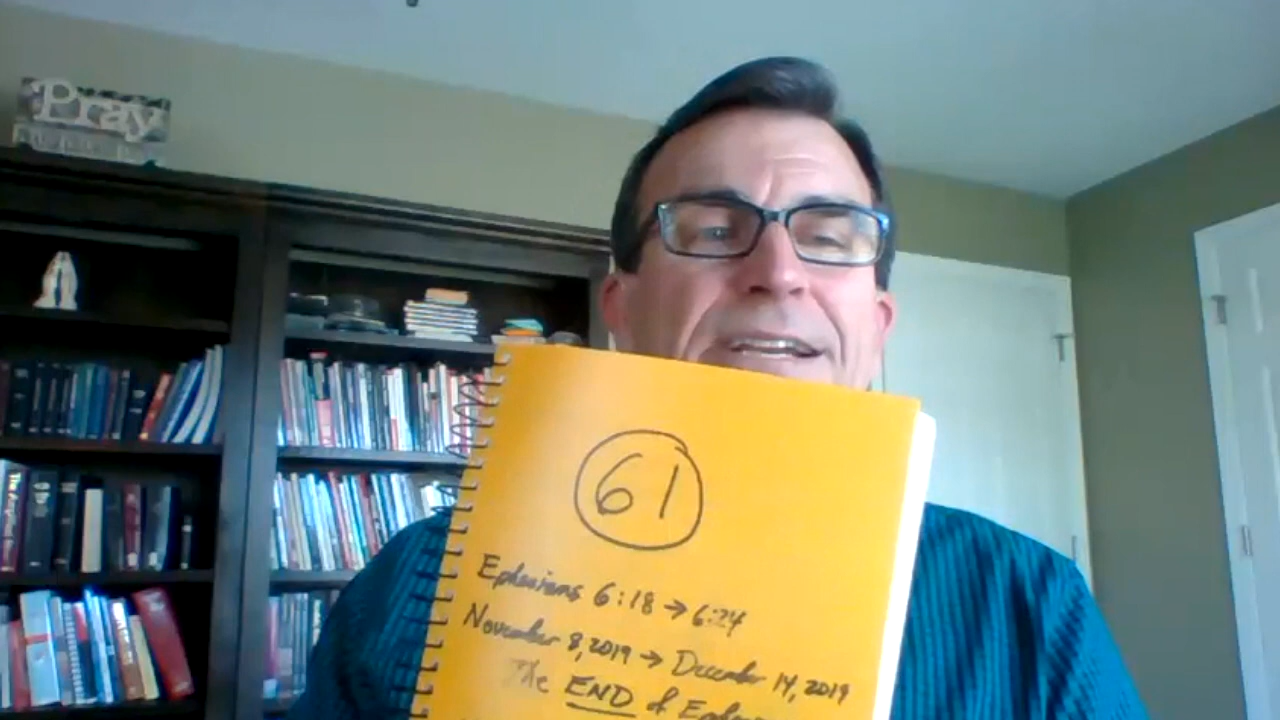 Pray
61
Ephesians 6:18 → 6:24
November 8, 2019 → December 14, 2019
The END of